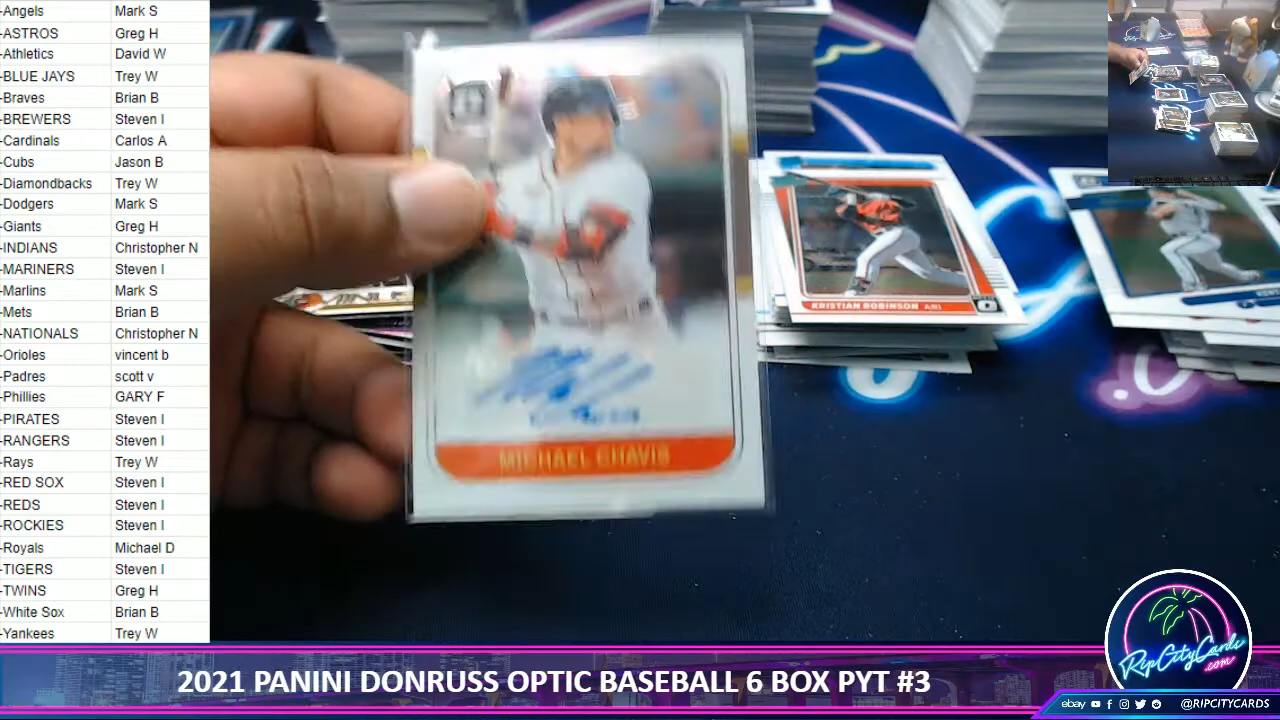 -Angels Mark S
-ASTROS Greg H
-Athletics David W
-BLUE JAYS Trey W
-Braves Brian B
-BREWERS Steven I
-Cardinals Carlos A
-Cubs Jason B
-Diamondbacks Trey W
-Dodgers Mark S
-Giants Greg H
-INDIANS Christopher N
-MARINERS Steven I
-Marlins Mark S
-Mets Brian B
-NATIONALS Christopher N
-Orioles vincent b
-Padres scott v
-Phillies GARY F
-PIRATES Steven I
-RANGERS Steven I
-Rays Trey W
-RED SOX Steven I
-REDS Steven I
-ROCKIES Steven I
-Royals Michael D
-TIGERS Steven I
-TWINS Greg H
-White Sox Brian B
-Yankees Trey W
MICHAEL CHAVIS
KRISTIAN ROBINSON
RipCityCards
.com
2021 PANINI DONRUSS OPTIC BASEBALL 6 BOX PYT #3
ebay @RIPCITYCARDS